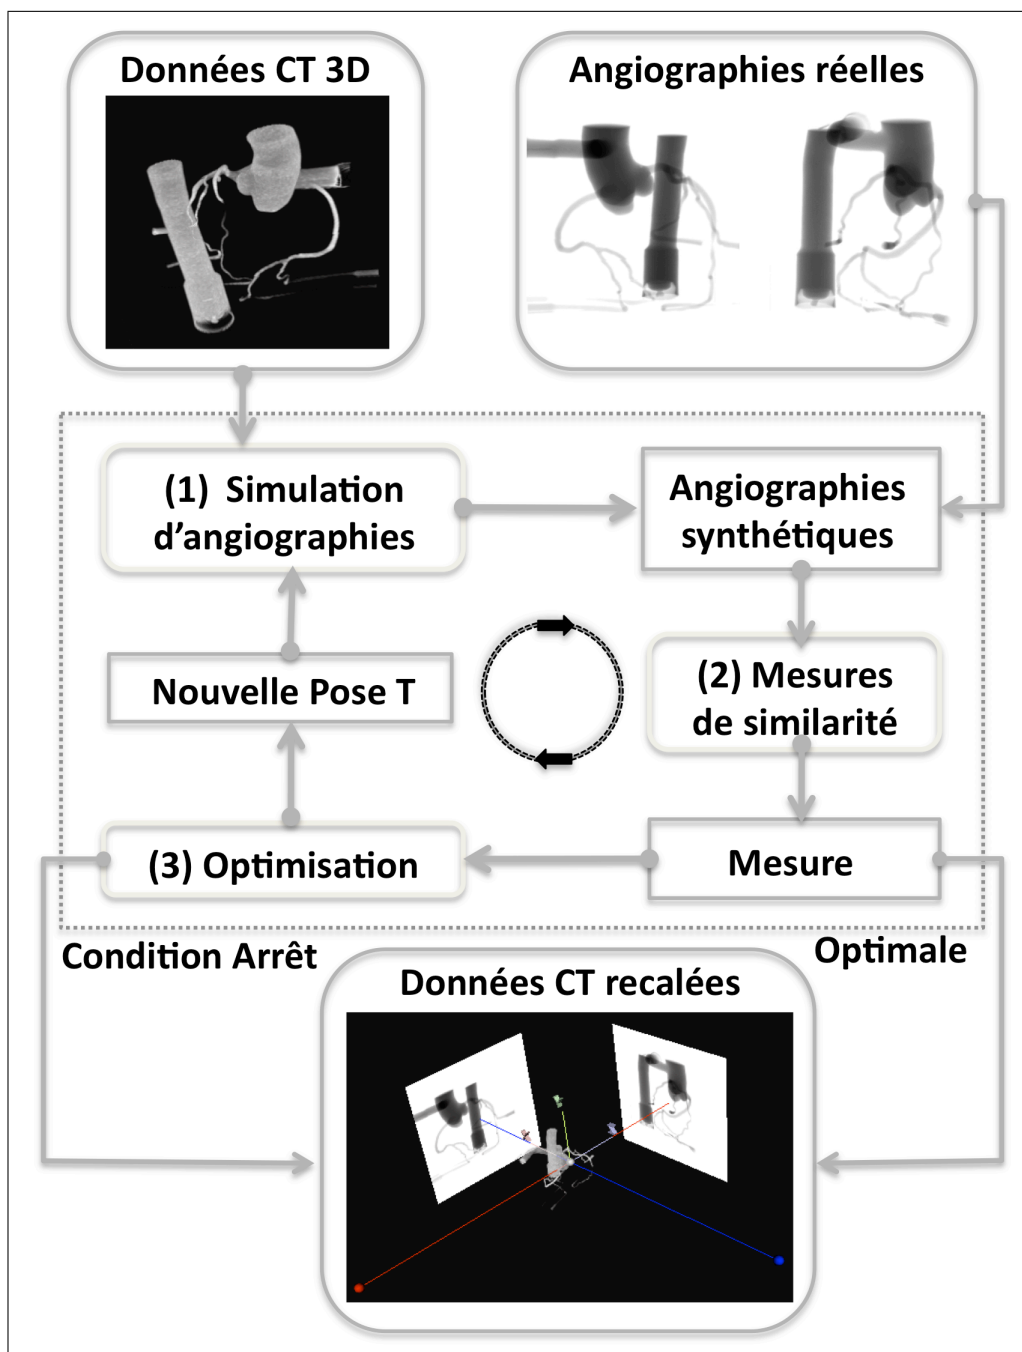 Données CT 3D
Angiographies réelles
(1) Simulation
d’angiographies
Angiographies
synthétiques
Nouvelle Pose T
(2) Mesures
de similarité
(3) Optimisation
Mesure
Condition Arrêt
Optimale
Données CT recalées